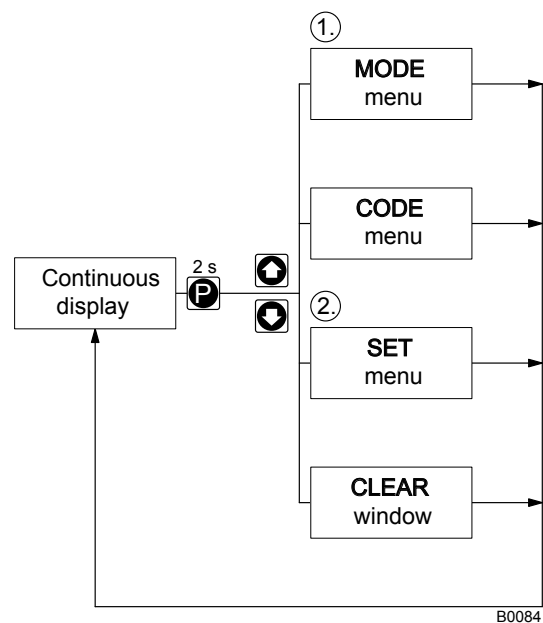 1.
MODE
menu
CODE
menu
2 s
Continuous
display
P
2.
SET
menu
CLEAR
window
B0084